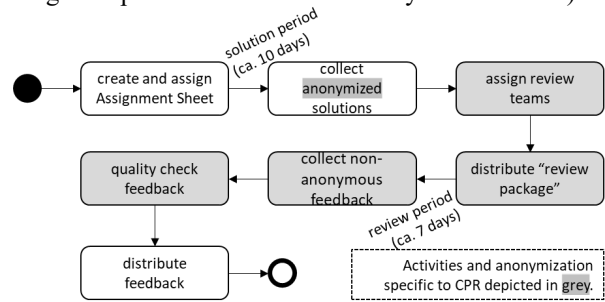 solution period
(ca. 10 days)
create and assign
Assignment Sheet
collect
anonymized
solutions
assign review
teams
quality check
feedback
collect non-
anonymous
feedback
distribute “review
package”
review period
(ca. 7 days)
distribute
feedback
Activities and anonymization
specific to CPR depicted in grey.